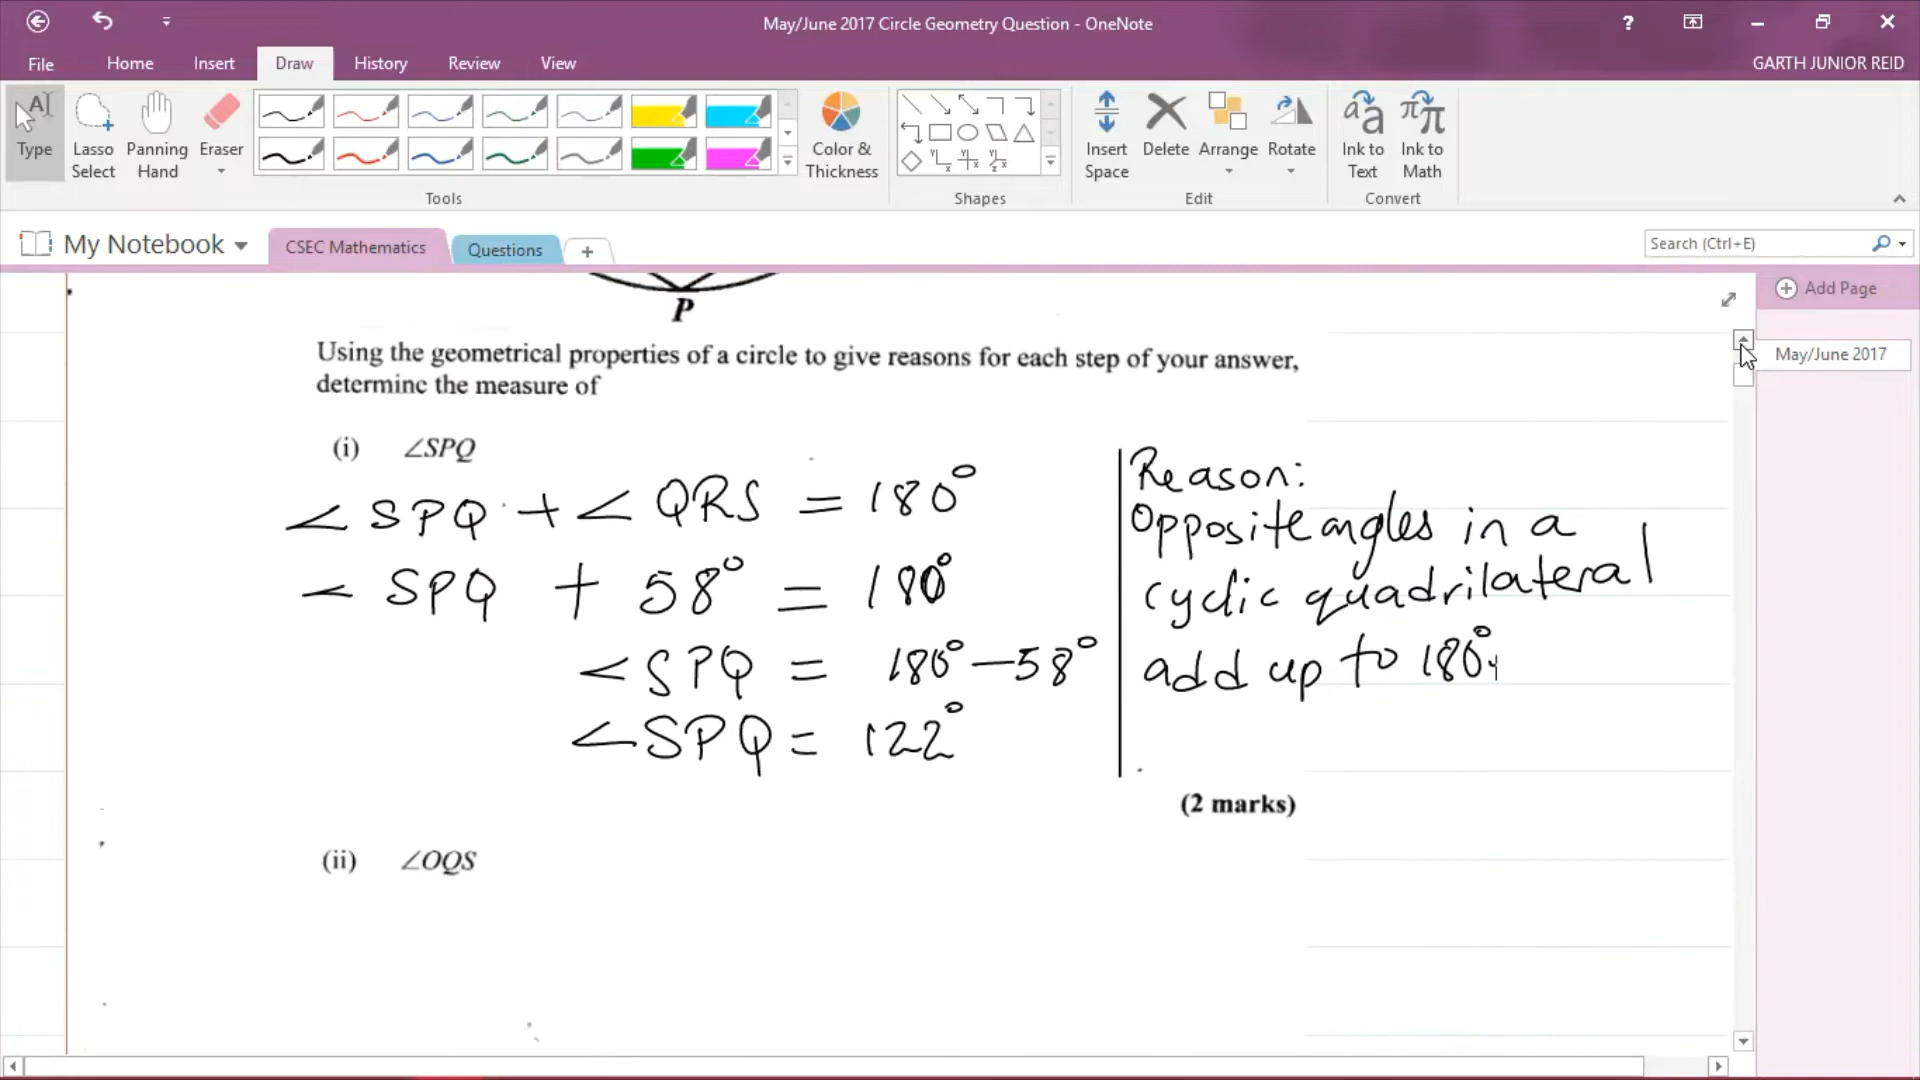 May/June 2017 Circle Geometry Question - OneNote
?
File
Home
Insert
Draw
History
Review
View
GARTH JUNIOR REID
Type
Lasso Select
Panning Hand
Eraser
Color & Thickness
Insert Space
Delete
Arrange
Rotate
Ink to Text
Ink to Math
Tools
Shapes
Edit
Convert
My Notebook
CSEC Mathematics
Questions
+
Search (Ctrl+E)
Add Page
May/June 2017
P
Using the geometrical properties of a circle to give reasons for each step of your answer,
determine the measure of
(i) ∠SPQ
< SPQ + < QRS = 180°
< SPQ + 58° = 180°
< SPQ = 180° - 58°
< SPQ = 122°
Reason:
Opposite angles in a
cyclic quadrilateral
add up to 180°.
(2 marks)
(ii) ∠OQS